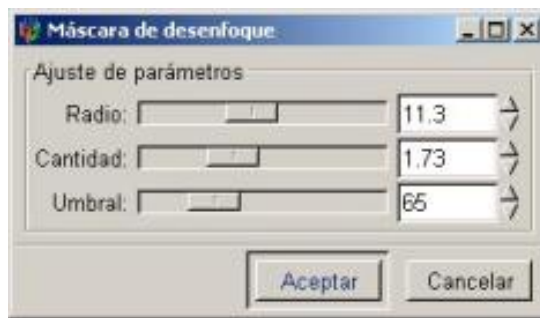 Máscara de desenfoque
Ajuste de parámetros
Radio: 11.3
Cantidad: 1.73
Umbral: 65
Aceptar Cancelar